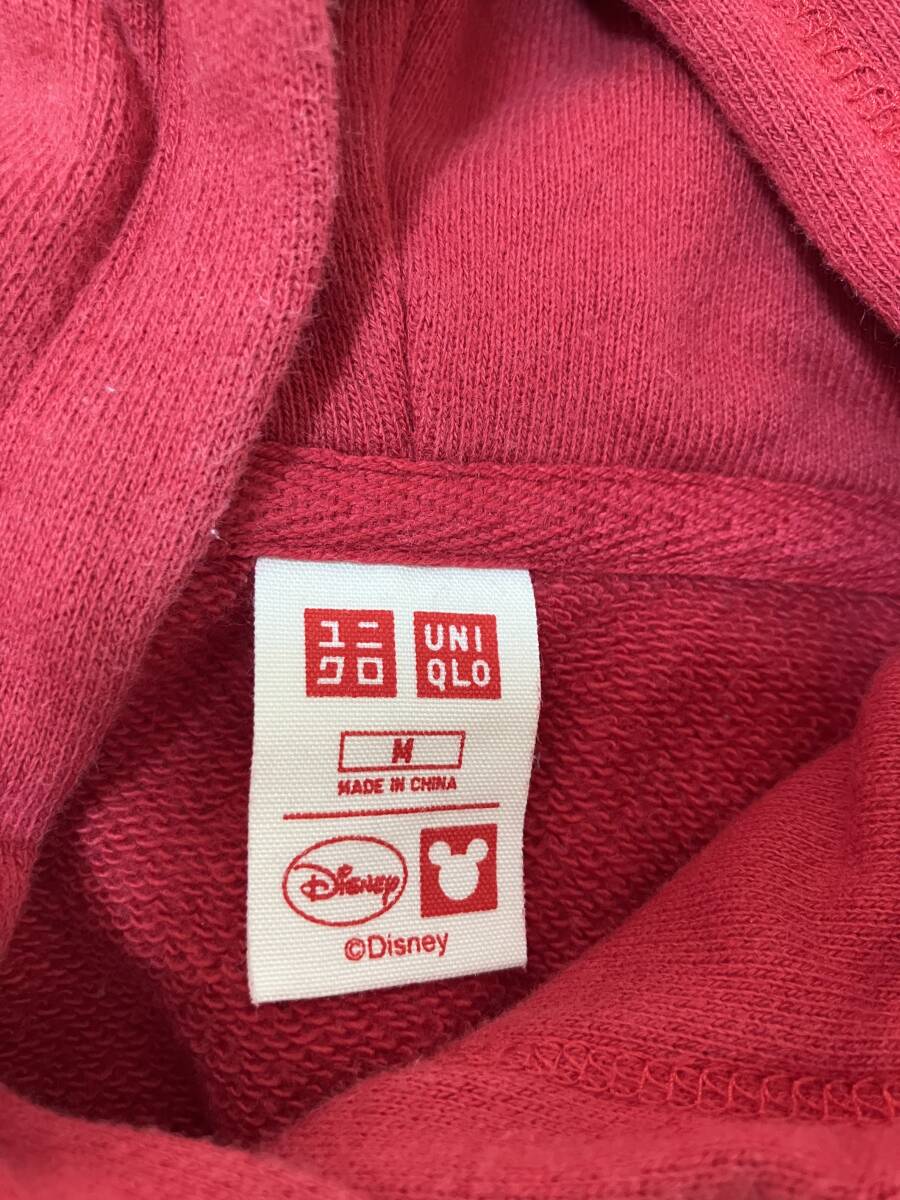 ユニ UNI
クロ QLO
M
MADE IN CHINA
Disney
©Disney